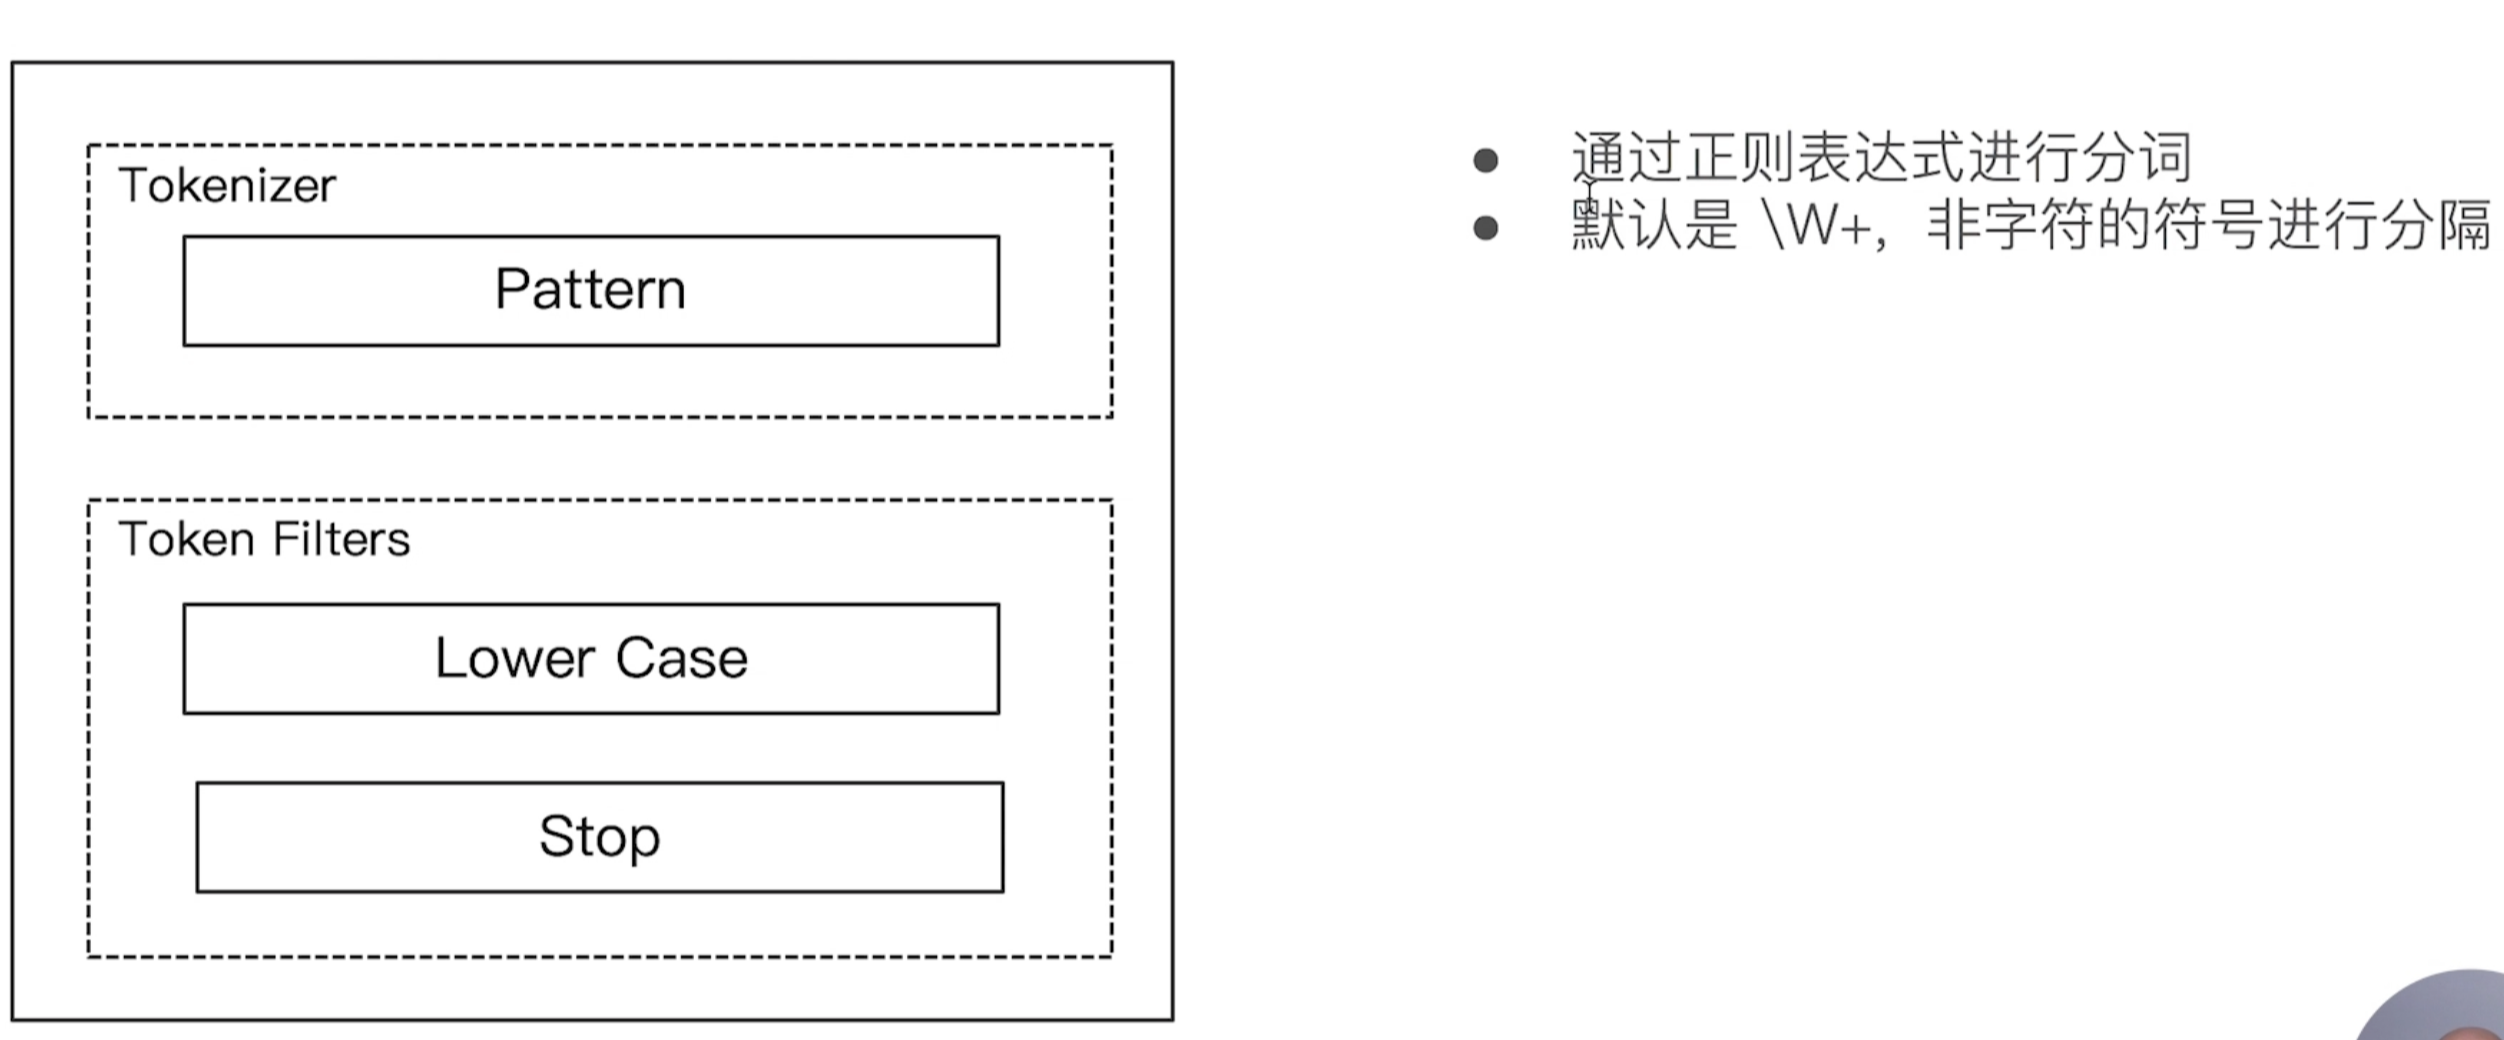 Tokenizer
Pattern
Token Filters
Lower Case
Stop
通过正则表达式进行分词
默认是 \W+，非字符的符号进行分隔